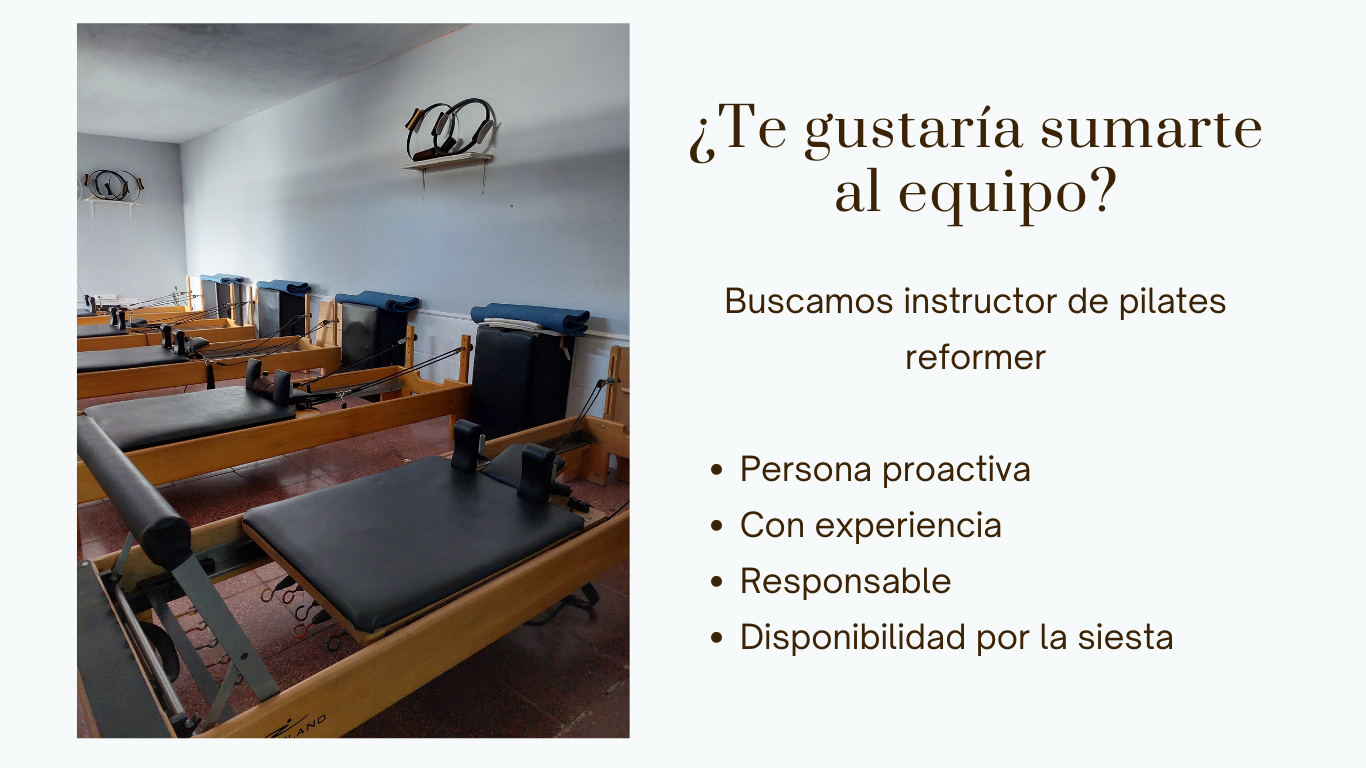 ¿Te gustaría sumarte
al equipo?
Buscamos instructor de pilates
reformer
• Persona proactiva
• Con experiencia
• Responsable
• Disponibilidad por la siesta